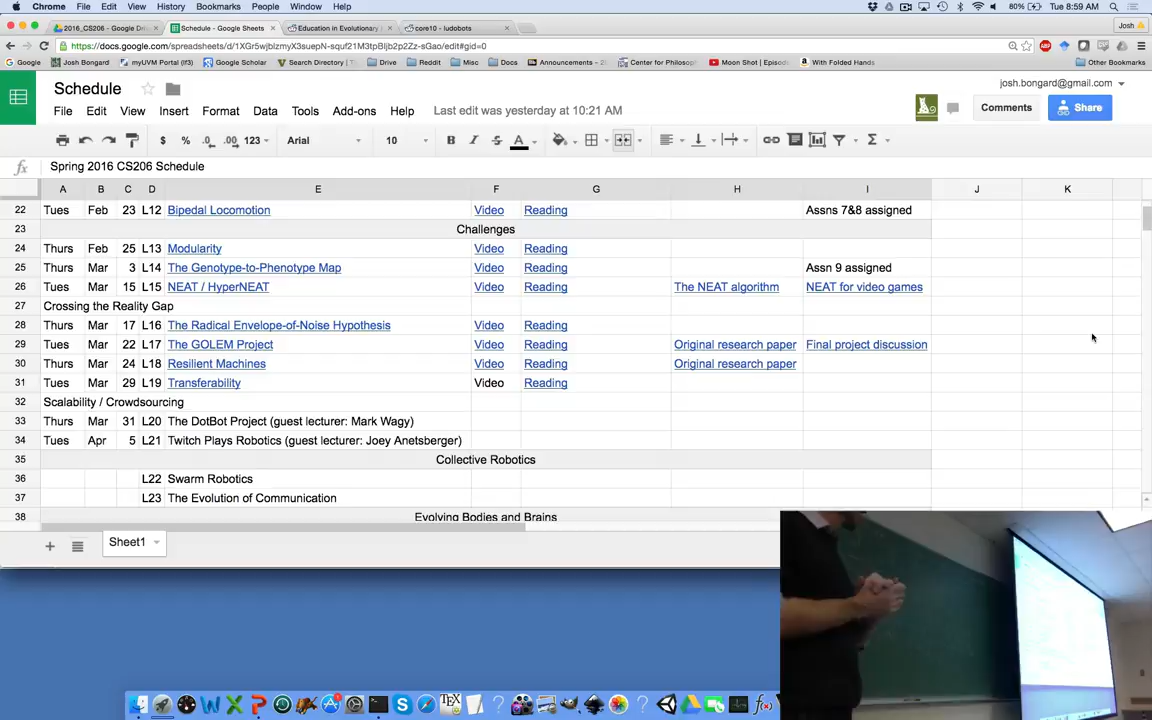 Chrome File Edit View History Bookmarks People Window Help 80% Tue 8:59 AM
2016_CS206 - Google Dri Schedule - Google Sheets Education in Evolutionary core10 - ludobots Josh
https://docs.google.com/spreadsheets/d/1XGr5wjblzmyX3suepN-squf21M3tpBIjb2p2Zz-sGao/edit#gid=0
Google Josh Bongard myUVM Portal (lf3) Google Scholar Search Directory | T Drive Reddit Misc Docs Announcements - Center for Philosop Moon Shot | Episod With Folded Hands Other Bookmarks
Schedule josh.bongard@gmail.com
File Edit View Insert Format Data Tools Add-ons Help Last edit was yesterday at 10:21 AM Comments Share
$ % .0 .00 123 Arial 10 B I S A Σ
fx Spring 2016 CS206 Schedule
A B C D E F G H I J K
22 Tues Feb 23 L12 Bipedal Locomotion Video Reading Assns 7&8 assigned
23 Challenges
24 Thurs Feb 25 L13 Modularity Video Reading
25 Thurs Mar 3 L14 The Genotype-to-Phenotype Map Video Reading Assn 9 assigned
26 Tues Mar 15 L15 NEAT / HyperNEAT Video Reading The NEAT algorithm NEAT for video games
27 Crossing the Reality Gap
28 Thurs Mar 17 L16 The Radical Envelope-of-Noise Hypothesis Video Reading
29 Tues Mar 22 L17 The GOLEM Project Video Reading Original research paper Final project discussion
30 Thurs Mar 24 L18 Resilient Machines Video Reading Original research paper
31 Tues Mar 29 L19 Transferability Video Reading
32 Scalability / Crowdsourcing
33 Thurs Mar 31 L20 The DotBot Project (guest lecturer: Mark Wagy)
34 Tues Apr 5 L21 Twitch Plays Robotics (guest lecturer: Joey Anetsberger)
35 Collective Robotics
36 L22 Swarm Robotics
37 L23 The Evolution of Communication
38 Evolving Bodies and Brains
Sheet1